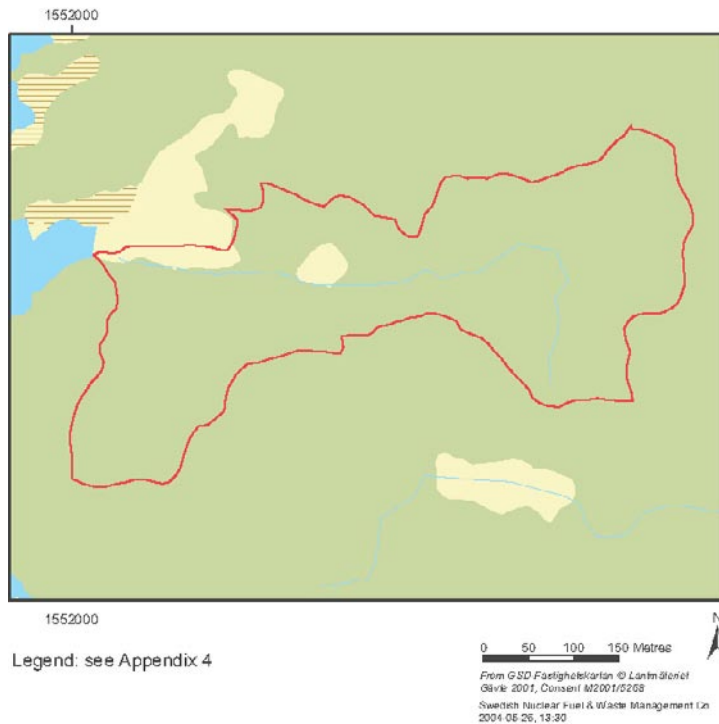 1552000
1552000
N
Legend: see Appendix 4
0 50 100 150 Metres
From GSD-Fastighetskartan © Lantmäteriet
Gävle 2001, Consent M2001/5268
Swedish Nuclear Fuel & Waste Management Co
2004-05-26, 13:30